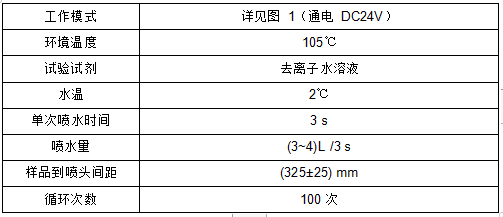 工作模式 详见图 1（通电 DC24V）
环境温度 105℃
试验试剂 去离子水溶液
水温 2℃
单次喷水时间 3 s
喷水量 (3~4)L /3 s
样品到喷头间距 (325±25) mm
循环次数 100 次